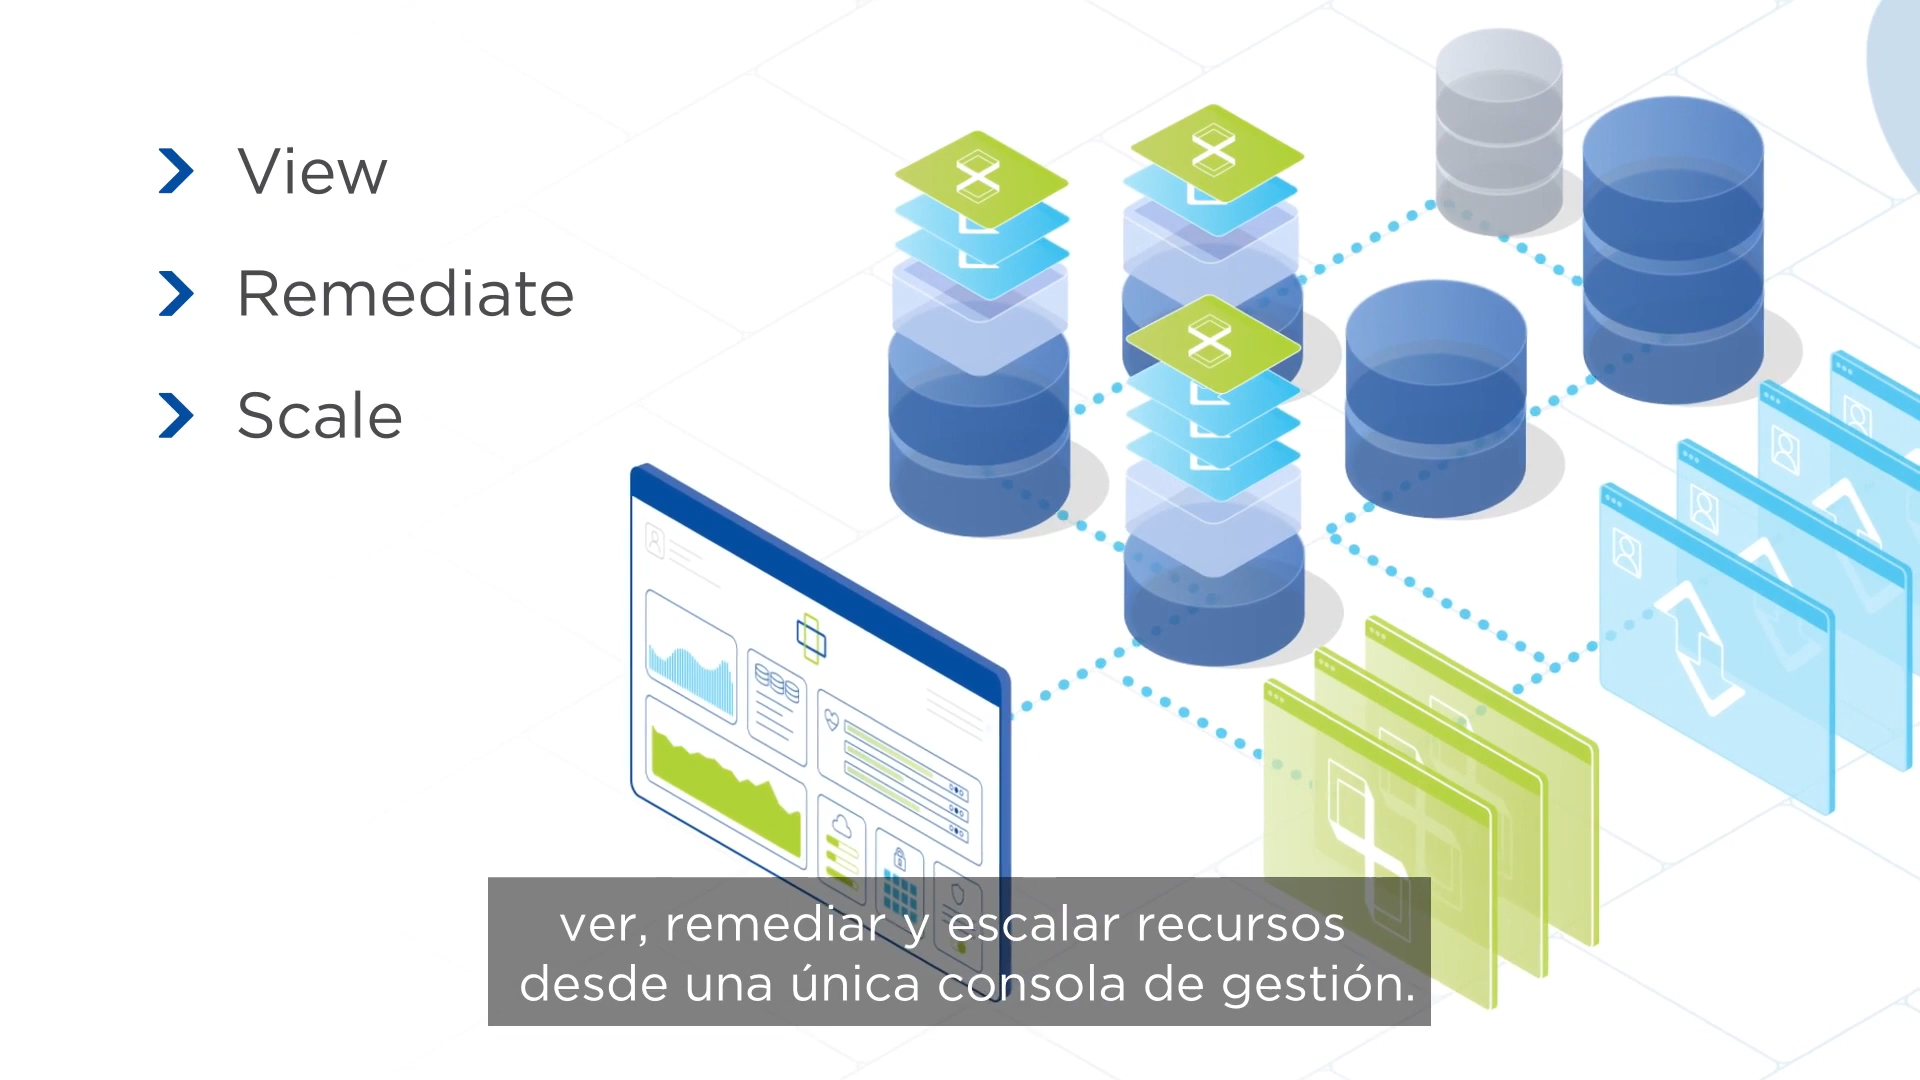 View
Remediate
Scale
ver, remediar y escalar recursos
desde una única consola de gestión.